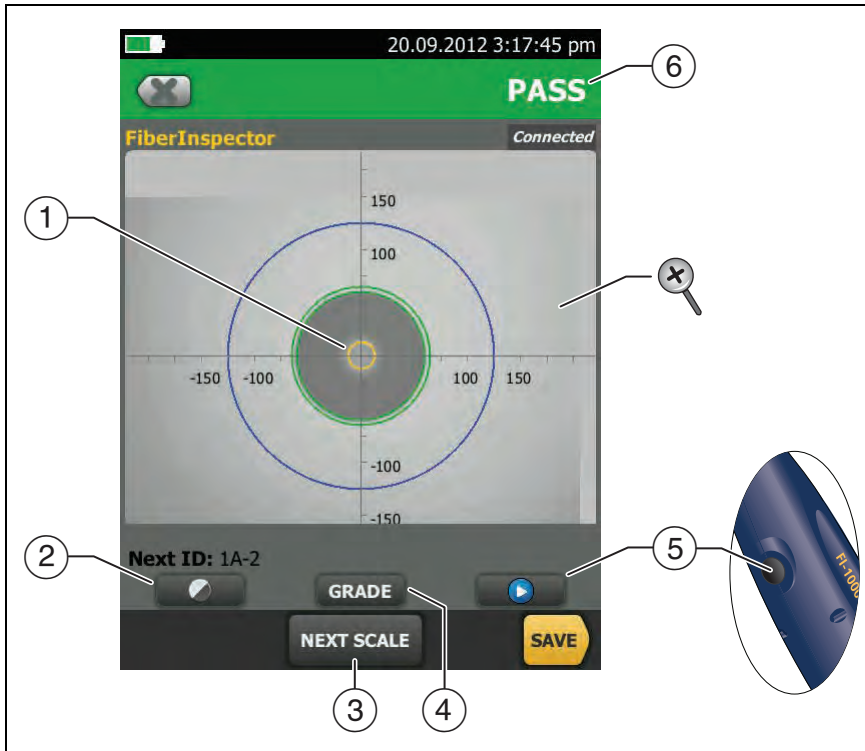 20.09.2012 3:17:45 pm
6
PASS
FiberInspector
Connected
1
150
100
-150 -100 100 150
-100
-150
Next ID: 1A-2
2
5
FI-1000
GRADE
NEXT SCALE
SAVE
3
4